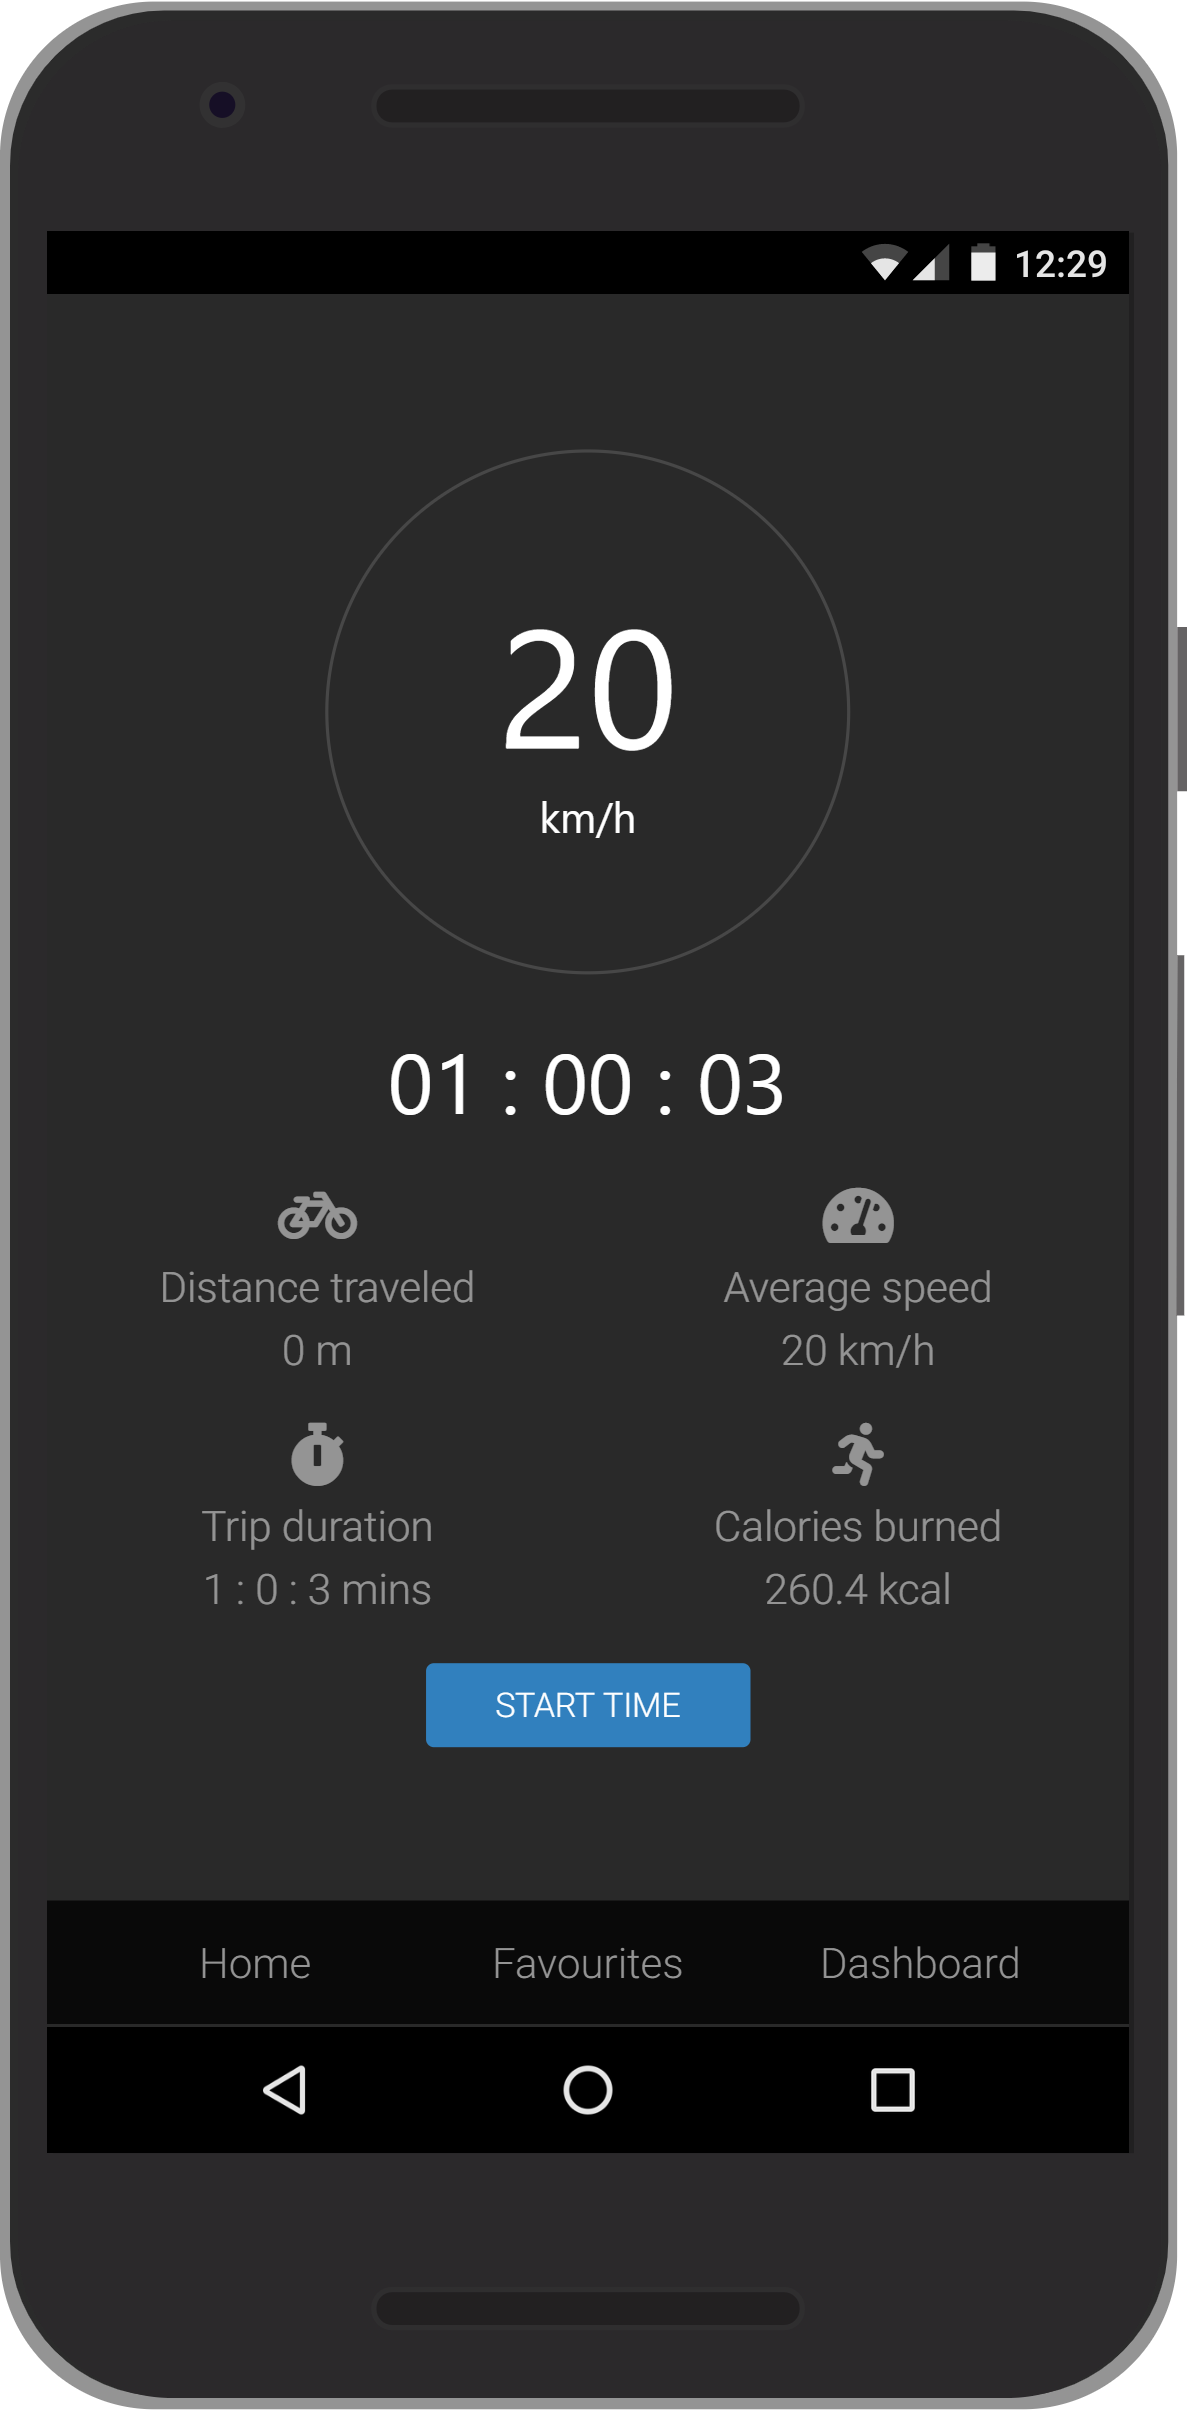 12:29
20
km/h
01 : 00 : 03
Distance traveled
0 m
Average speed
20 km/h
Trip duration
1 : 0 : 3 mins
Calories burned
260.4 kcal
START TIME
Home Favourites Dashboard